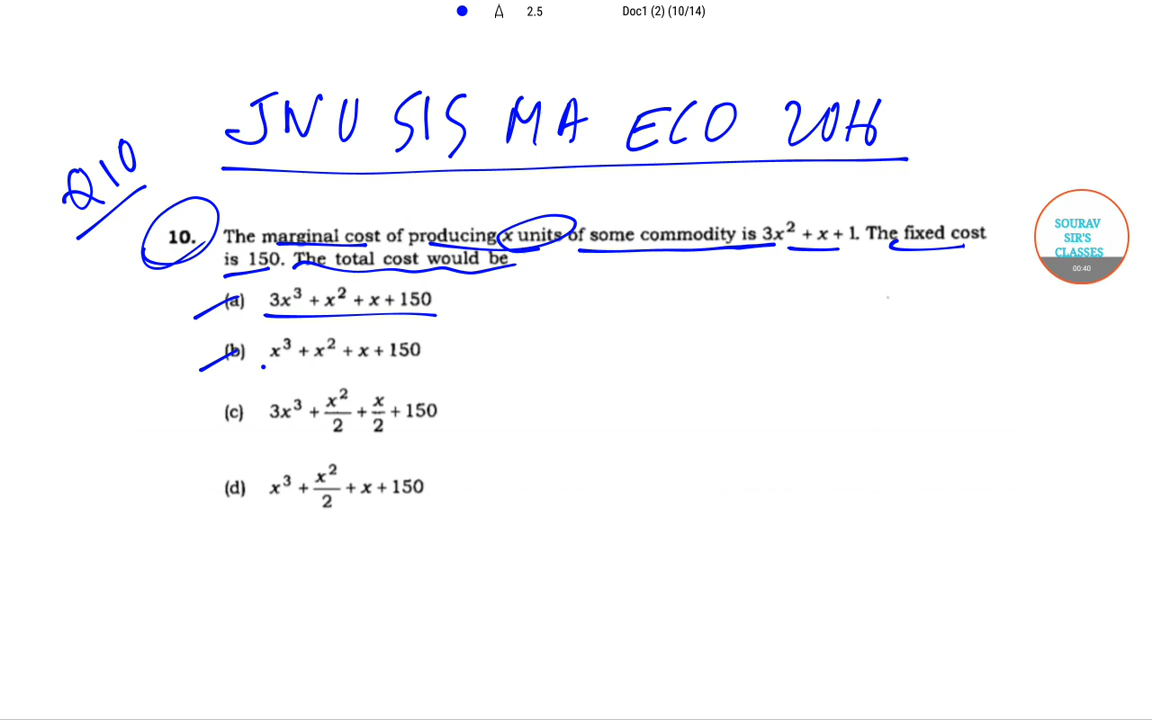 2.5 Doc1 (2) (10/14)
JNU SIS MA ECO 2016
Q10
10. The marginal cost of producing x units of some commodity is 3x² + x + 1. The fixed cost
is 150. The total cost would be
(a) 3x³ + x² + x + 150
(b) x³ + x² + x + 150
(c) 3x³ + x²/2 + x/2 + 150
(d) x³ + x²/2 + x + 150
SOURAV
SIR'S
CLASSES
00:40